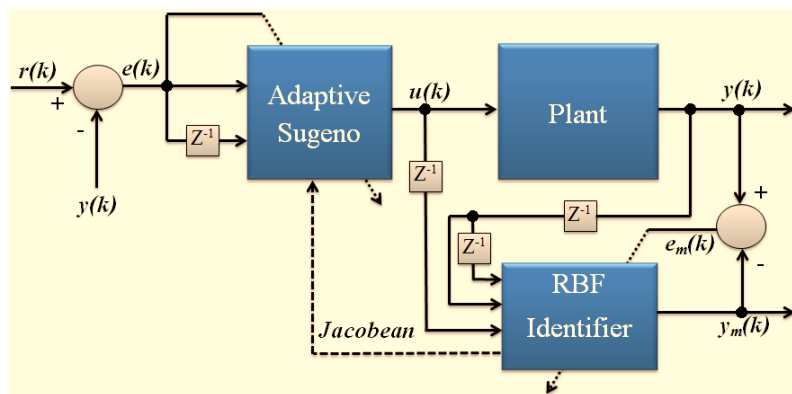 r(k)
+
-
y(k)
e(k)
Z-1
Adaptive
Sugeno
u(k)
Z-1
Plant
y(k)
Z-1
Z-1
+
-
em(k)
RBF
Identifier
ym(k)
Jacobean